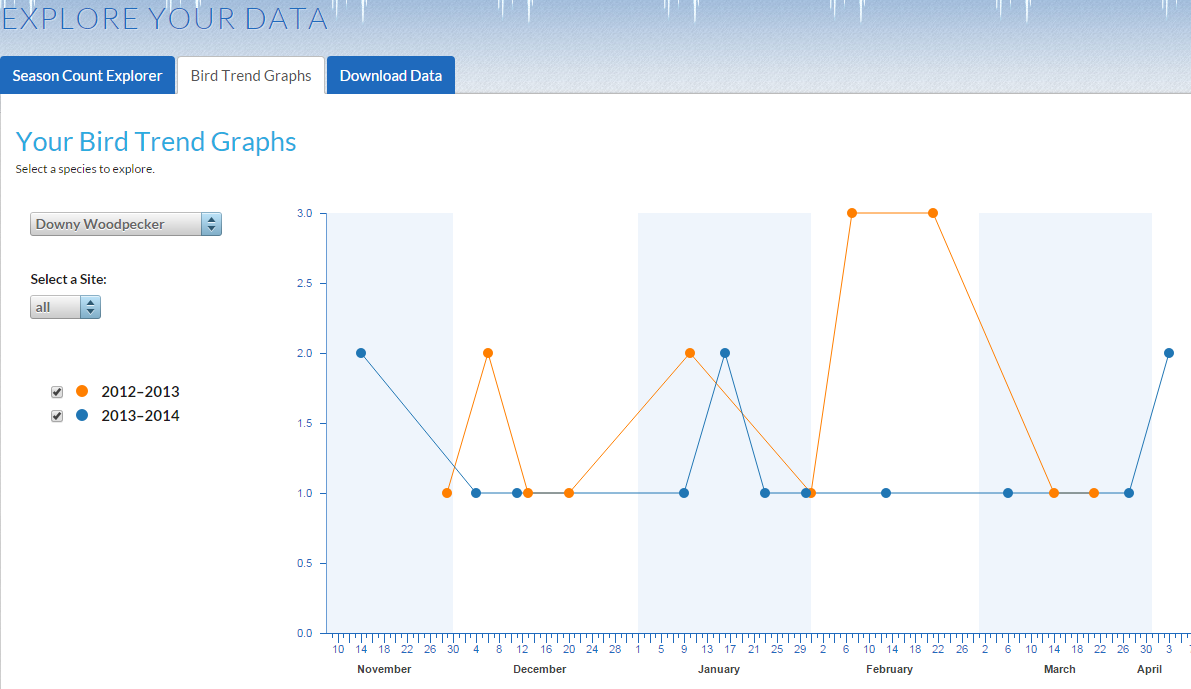 EXPLORE YOUR DATA
Season Count Explorer Bird Trend Graphs Download Data
Your Bird Trend Graphs
Select a species to explore.
Downy Woodpecker
Select a Site:
all
2012–2013
2013–2014
3.0
2.5
2.0
1.5
1.0
0.5
0.0
10 14 18 22 26 30 4 8 12 16 20 24 28 1 5 9 13 17 21 25 29 2 6 10 14 18 22 26 2 6 10 14 18 22 26 30 3
November December January February March April